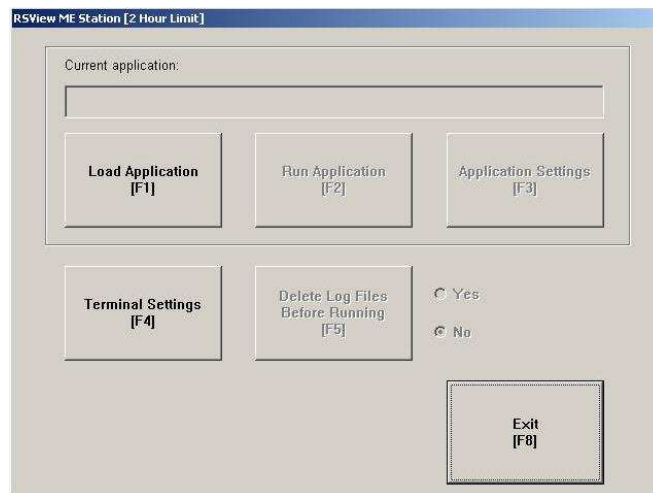 RSView ME Station [2 Hour Limit]
Current application:
Load Application
[F1]
Run Application
[F2]
Application Settings
[F3]
Terminal Settings
[F4]
Delete Log Files
Before Running
[F5]
Yes
No
Exit
[F8]